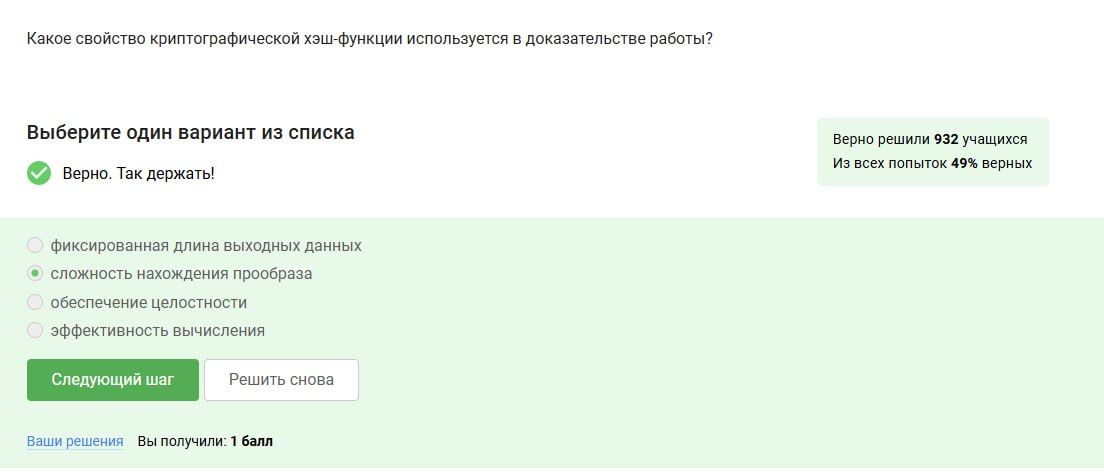 Какое свойство криптографической хэш-функции используется в доказательстве работы?
Выберите один вариант из списка
Верно. Так держать!
Верно решили 932 учащихся
Из всех попыток 49% верных
фиксированная длина выходных данных
сложность нахождения прообраза
обеспечение целостности
эффективность вычисления
Следующий шаг
Решить снова
Ваши решения Вы получили: 1 балл